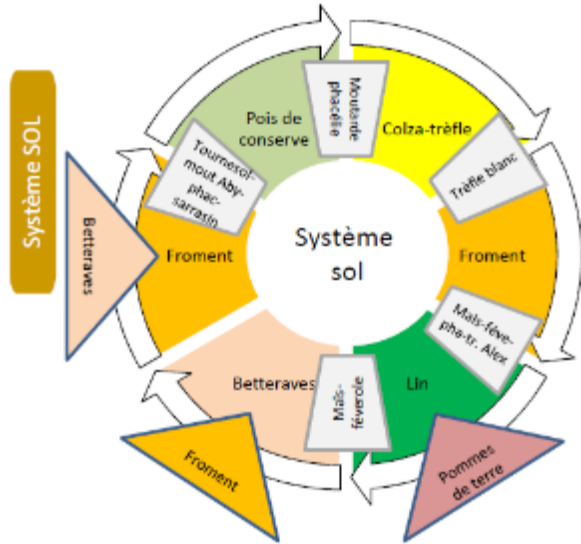 Système SOL
Pois de
conserve
Moutarde
phacélie
Colza-trèfle
Tournesol-
mout Aby-
phac-
sarrasin
Trèfle blanc
Betteraves
Froment
Système
sol
Froment
Maïs-féve-
pha-tr. Alex
Betteraves
Maïs-
féverole
Lin
Froment
Pommes
de terre